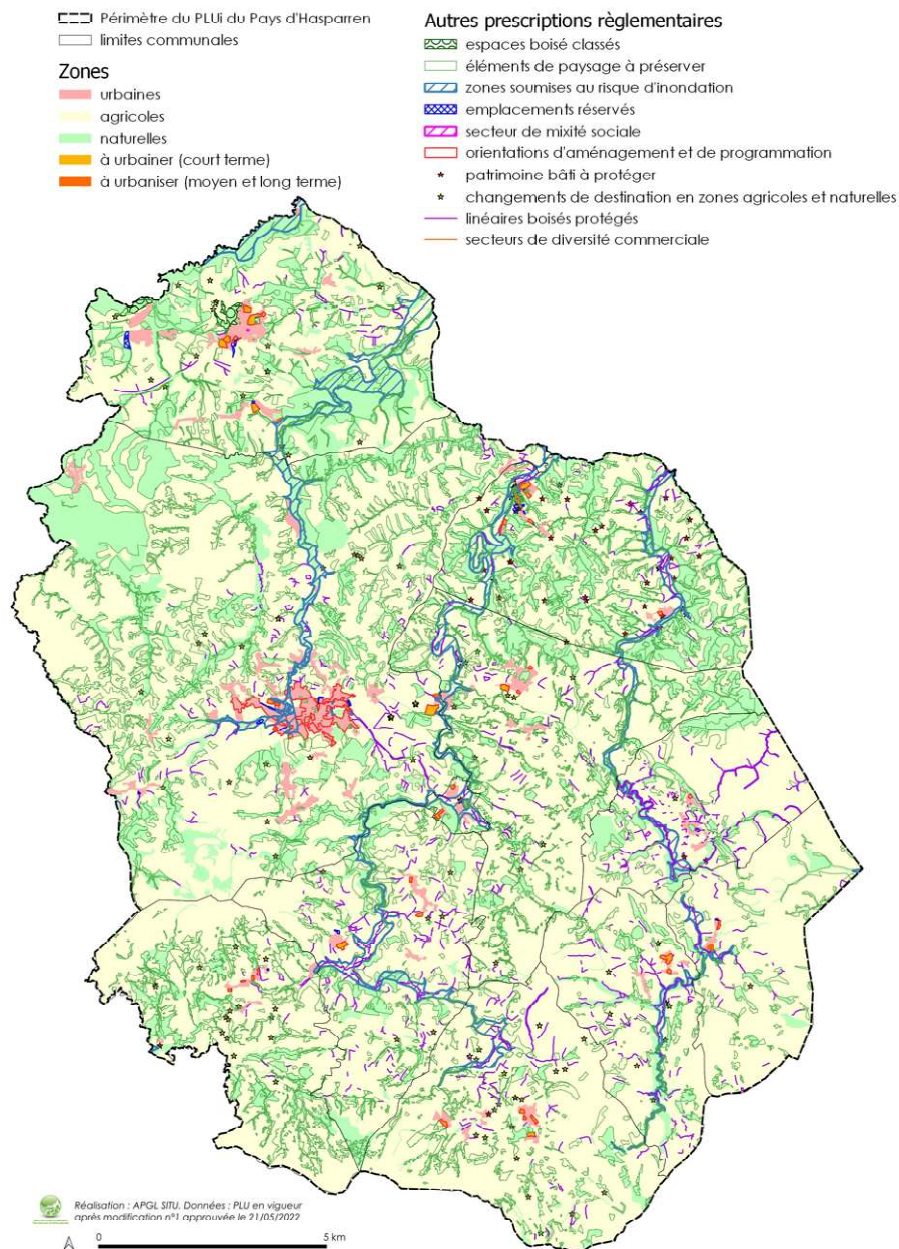 Périmètre du PLUi du Pays d'Hasparren
limites communales
Zones
urbaines
agricoles
naturelles
à urbainer (court terme)
à urbaniser (moyen et long terme)
Autres prescriptions règlementaires
espaces boisé classés
éléments de paysage à préserver
zones soumises au risque d'inondation
emplacements réservés
secteur de mixité sociale
orientations d'aménagement et de programmation
patrimoine bâti à protéger
changements de destination en zones agricoles et naturelles
linéaires boisés protégés
secteurs de diversité commerciale
Réalisation : APGL SITU. Données : PLU en vigueur
après modification n°1 approuvée le 21/05/2022
0 5 km